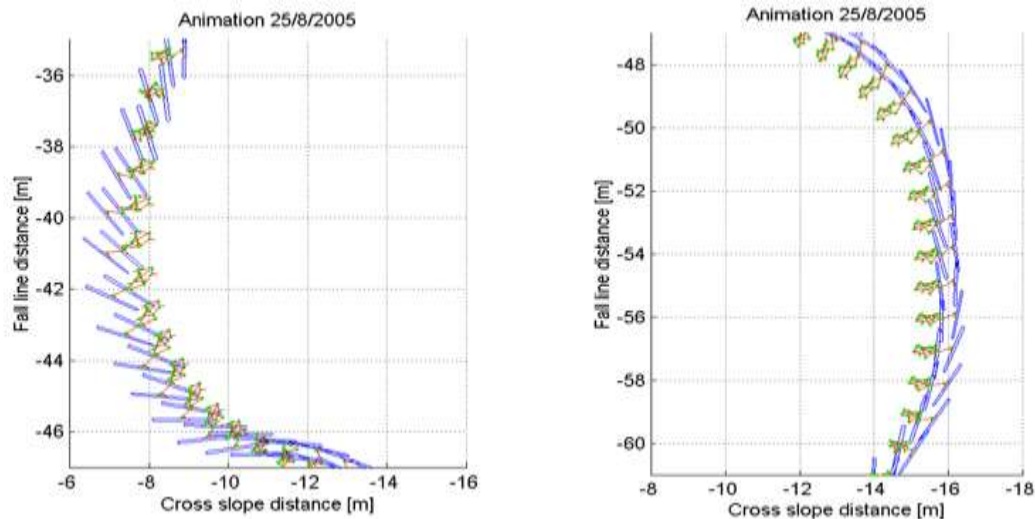 Animation 25/8/2005
-36
-38
-40
-42
-44
-46
-6 -8 -10 -12 -14 -16
Fall line distance [m]
Cross slope distance [m]
Animation 25/8/2005
-48
-50
-52
-54
-56
-58
-60
-8 -10 -12 -14 -16 -18
Fall line distance [m]
Cross slope distance [m]